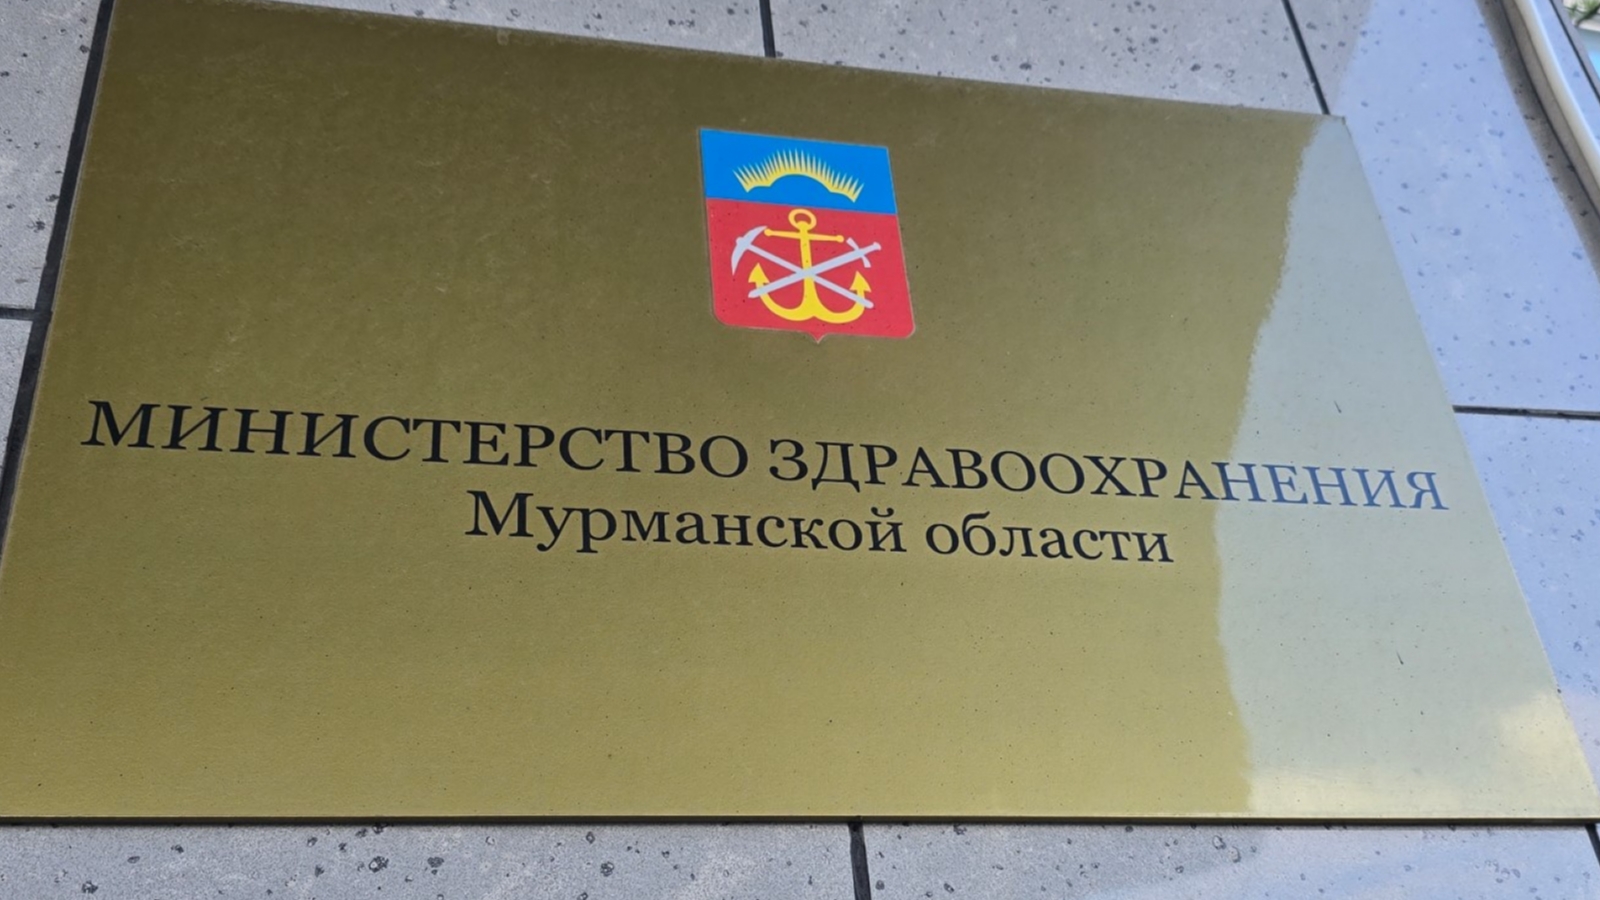 МИНИСТЕРСТВО ЗДРАВООХРАНЕНИЯ
Мурманской области